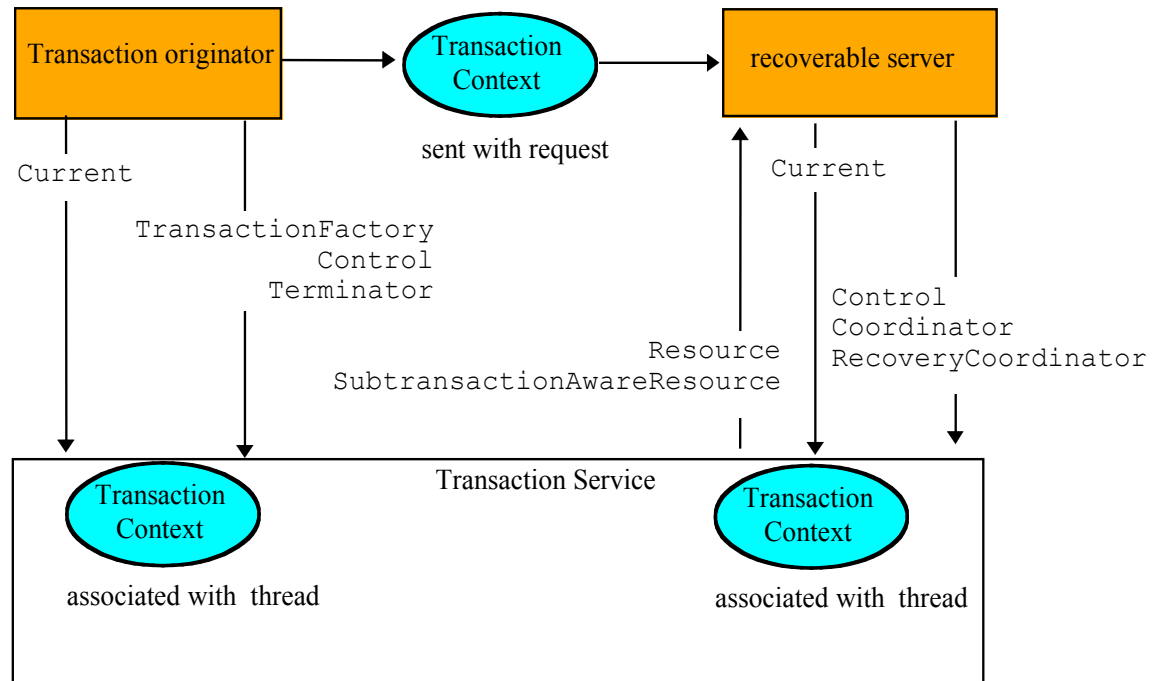 Transaction originator
Transaction
Context
recoverable server
sent with request
Current
TransactionFactory
Control
Terminator
Resource
SubtransactionAwareResource
Current
Control
Coordinator
RecoveryCoordinator
Transaction Service
Transaction
Context
associated with thread
Transaction
Context
associated with thread